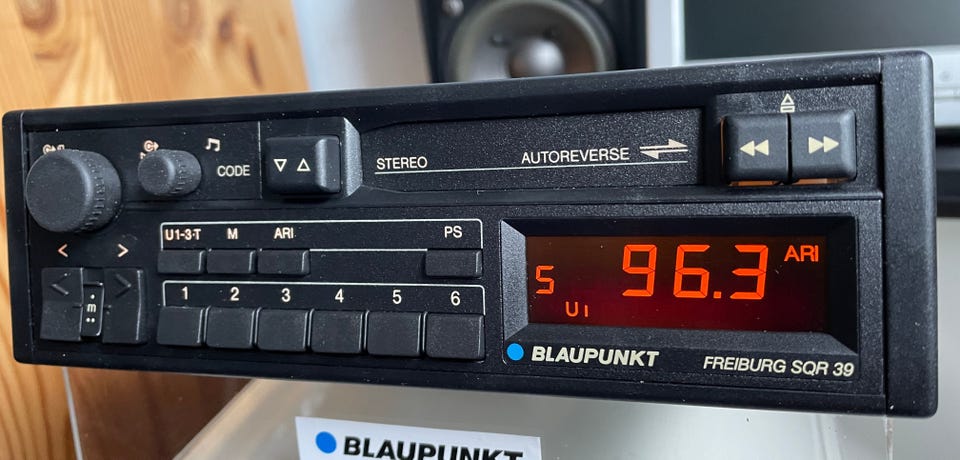 CODE
▽ △
STEREO
AUTOREVERSE
U1-3·T
M
ARI
PS
< >
m
1 2 3 4 5 6
S 96.3 ARI
U1
BLAUPUNKT
FREIBURG SQR 39
BLAUPUNKT